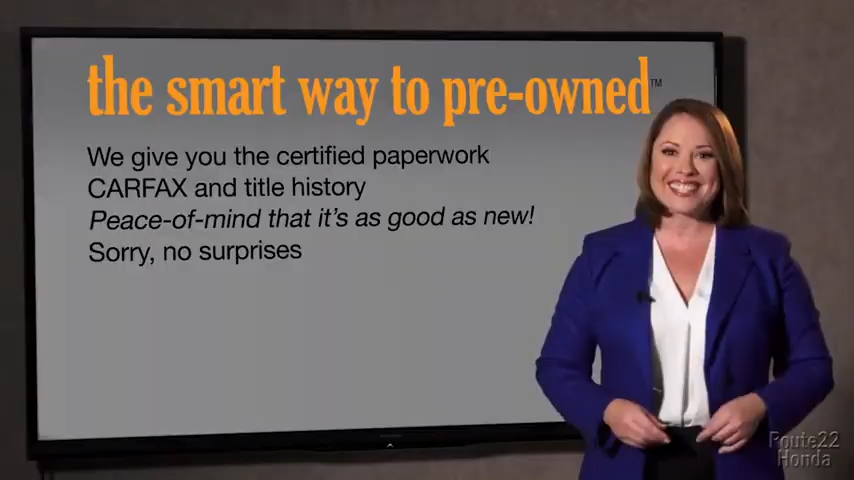 the smart way to pre-owned™
We give you the certified paperwork
CARFAX and title history
Peace-of-mind that it's as good as new!
Sorry, no surprises
Route22
Honda